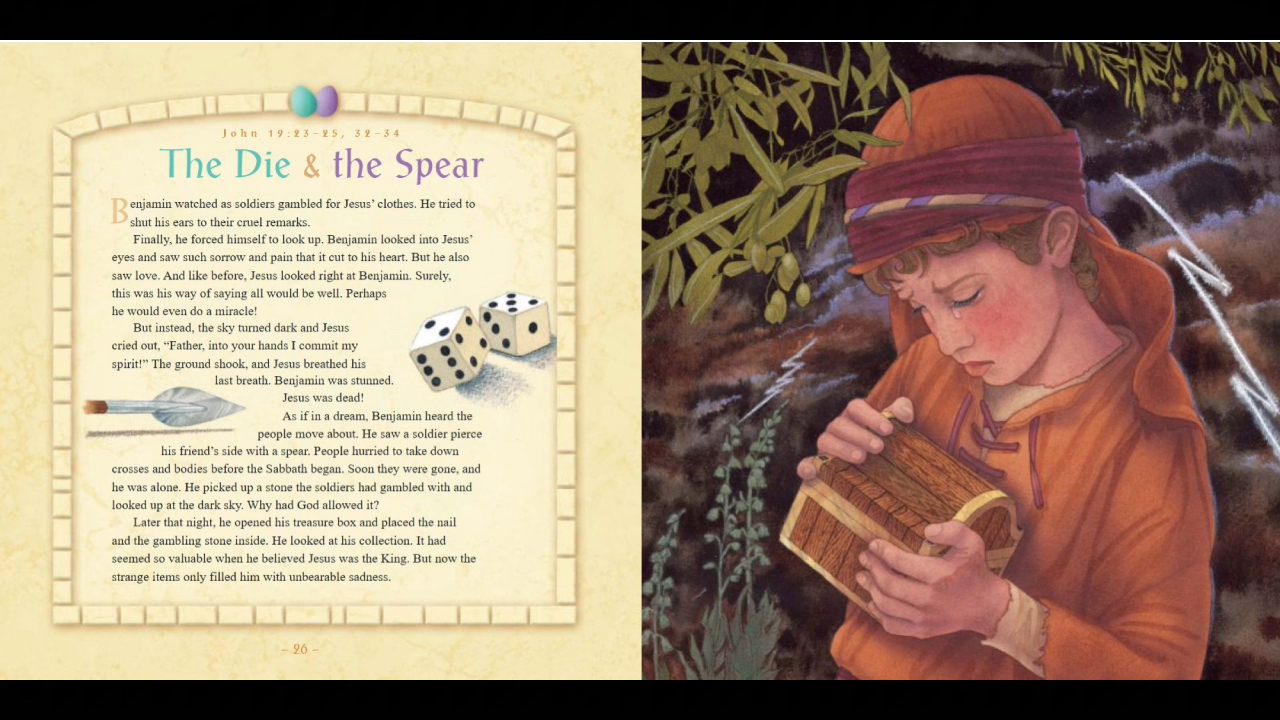 John 19:23-25, 32-34
The Die & the Spear
Benjamin watched as soldiers gambled for Jesus’ clothes. He tried to
shut his ears to their cruel remarks.
Finally, he forced himself to look up. Benjamin looked into Jesus’
eyes and saw such sorrow and pain that it cut to his heart. But he also
saw love. And like before, Jesus looked right at Benjamin. Surely,
this was his way of saying all would be well. Perhaps
he would even do a miracle!
But instead, the sky turned dark and Jesus
cried out, “Father, into your hands I commit my
spirit!” The ground shook, and Jesus breathed his
last breath. Benjamin was stunned.
Jesus was dead!
As if in a dream, Benjamin heard the
people move about. He saw a soldier pierce
his friend’s side with a spear. People hurried to take down
crosses and bodies before the Sabbath began. Soon they were gone, and
he was alone. He picked up a stone the soldiers had gambled with and
looked up at the dark sky. Why had God allowed it?
Later that night, he opened his treasure box and placed the nail
and the gambling stone inside. He looked at his collection. It had
seemed so valuable when he believed Jesus was the King. But now the
strange items only filled him with unbearable sadness.
– 26 –